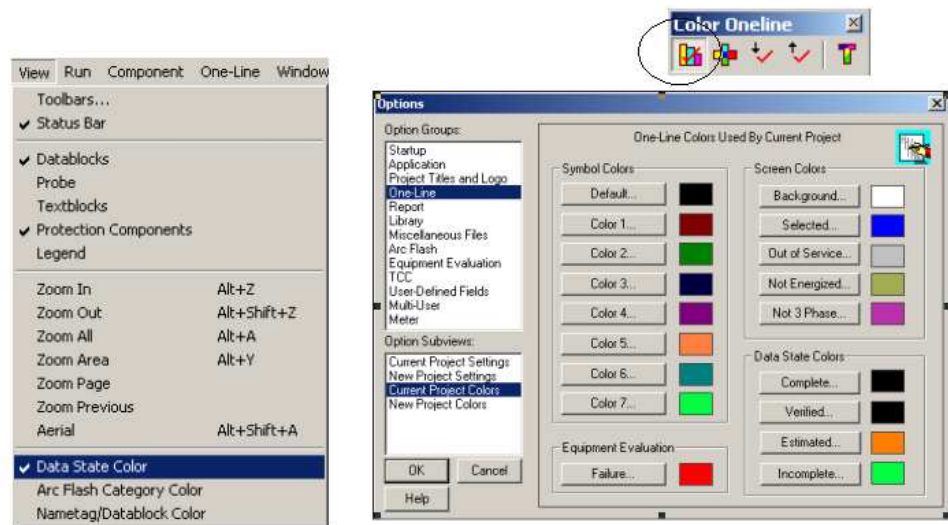 Color Oneline
View Run Component One-Line Window
Toolbars...
Status Bar
Datablocks
Probe
Textblocks
Protection Components
Legend
Zoom In Alt+Z
Zoom Out Alt+Shift+Z
Zoom All Alt+A
Zoom Area Alt+Y
Zoom Page
Zoom Previous
Aerial Alt+Shift+A
Data State Color
Arc Flash Category Color
Nametag/Datablock Color
Options
Option Groups:
Startup
Application
Project Titles and Logo
One-Line
Report
Library
Miscellaneous Files
Arc Flash
Equipment Evaluation
TCC
User-Defined Fields
Multi-User
Meter
Option Subviews:
Current Project Settings
New Project Settings
Current Project Colors
New Project Colors
OK Cancel
Help
One-Line Colors Used By Current Project
Symbol Colors
Default...
Color 1...
Color 2...
Color 3...
Color 4...
Color 5...
Color 6...
Color 7...
Equipment Evaluation
Failure...
Screen Colors
Background...
Selected...
Out of Service...
Not Energized...
Not 3 Phase...
Data State Colors
Complete...
Verified...
Estimated...
Incomplete...